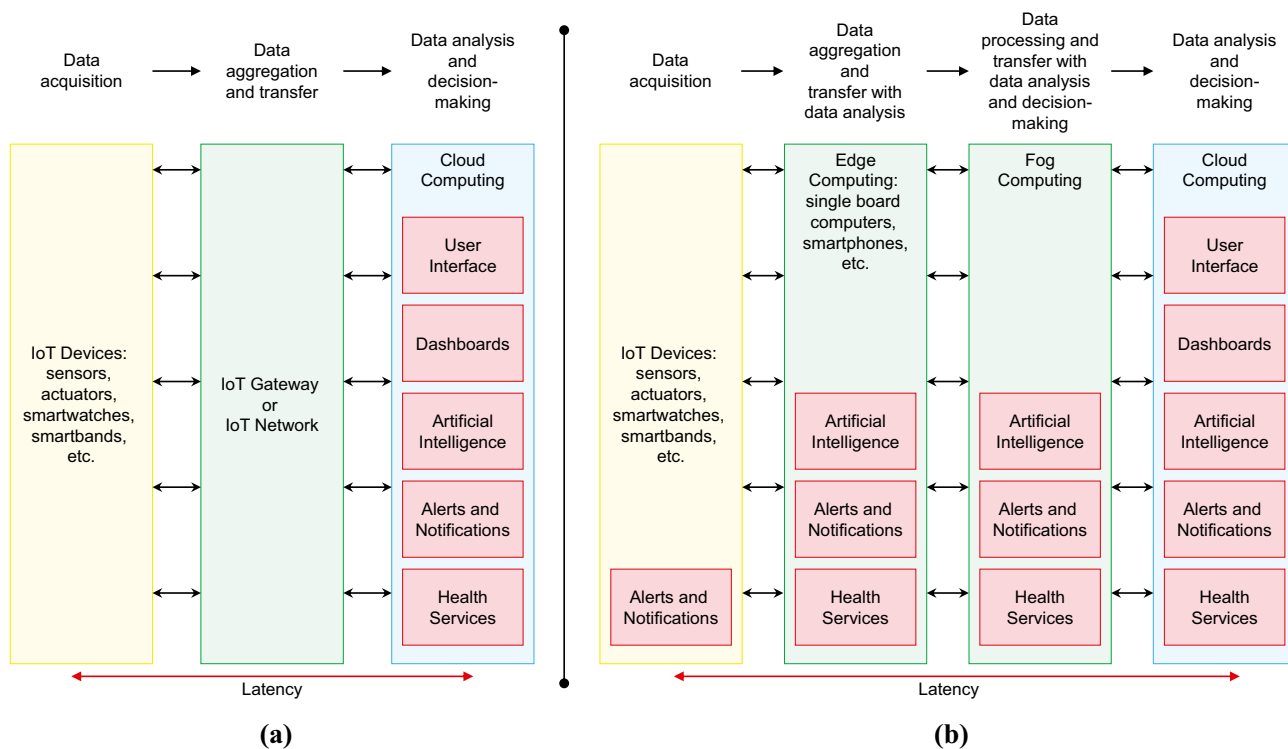 Data
acquisition
Data
aggregation
and transfer
Data analysis
and
decision-
making
IoT Devices:
sensors,
actuators,
smartwatches,
smartbands,
etc.
IoT Gateway
or
IoT Network
Cloud
Computing
User
Interface
Dashboards
Artificial
Intelligence
Alerts and
Notifications
Health
Services
Latency
(a)
Data
acquisition
Data
aggregation
and
transfer with
data analysis
Data
processing and
transfer with
data analysis
and decision-
making
Data analysis
and
decision-
making
IoT Devices:
sensors,
actuators,
smartwatches,
smartbands,
etc.
Alerts and
Notifications
Edge
Computing:
single board
computers,
smartphones,
etc.
Artificial
Intelligence
Alerts and
Notifications
Health
Services
Fog
Computing
Artificial
Intelligence
Alerts and
Notifications
Health
Services
Cloud
Computing
User
Interface
Dashboards
Artificial
Intelligence
Alerts and
Notifications
Health
Services
Latency
(b)